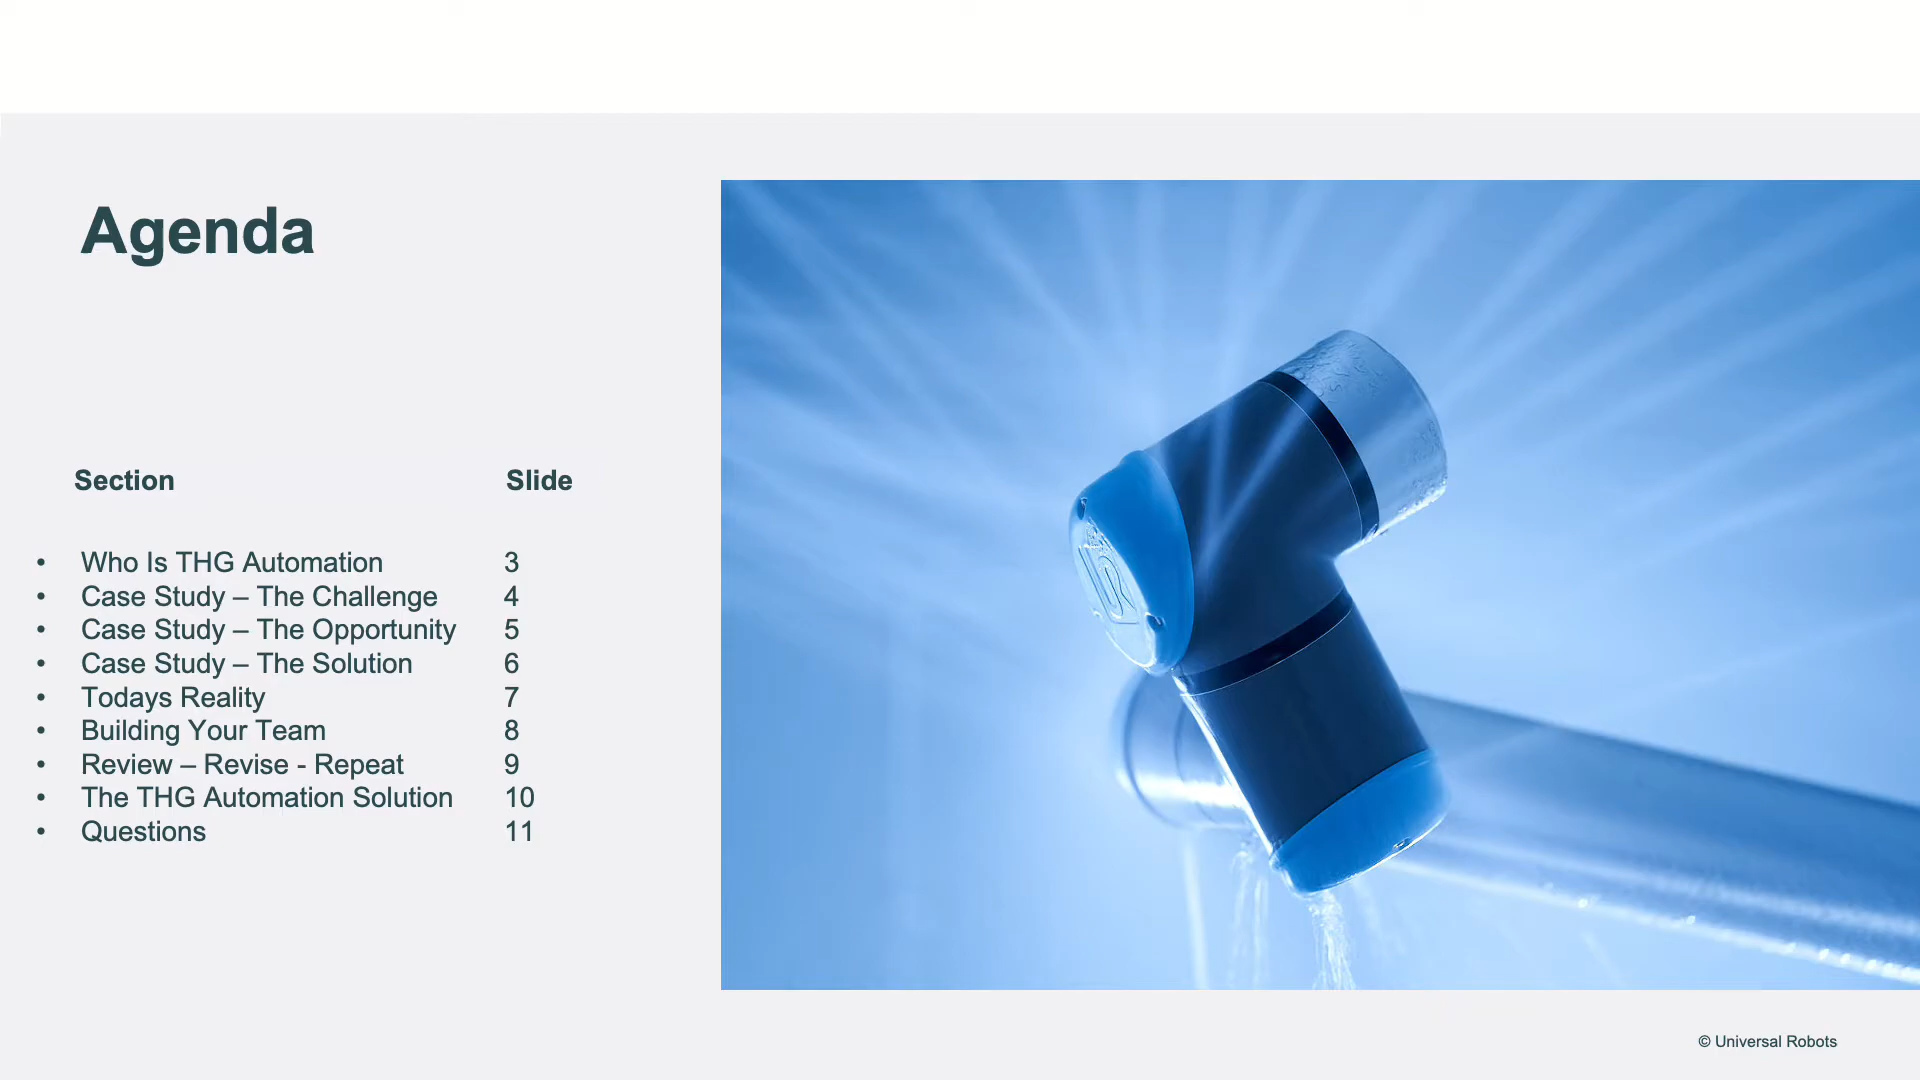 Agenda
Section Slide
• Who Is THG Automation 3
• Case Study – The Challenge 4
• Case Study – The Opportunity 5
• Case Study – The Solution 6
• Todays Reality 7
• Building Your Team 8
• Review – Revise - Repeat 9
• The THG Automation Solution 10
• Questions 11
© Universal Robots